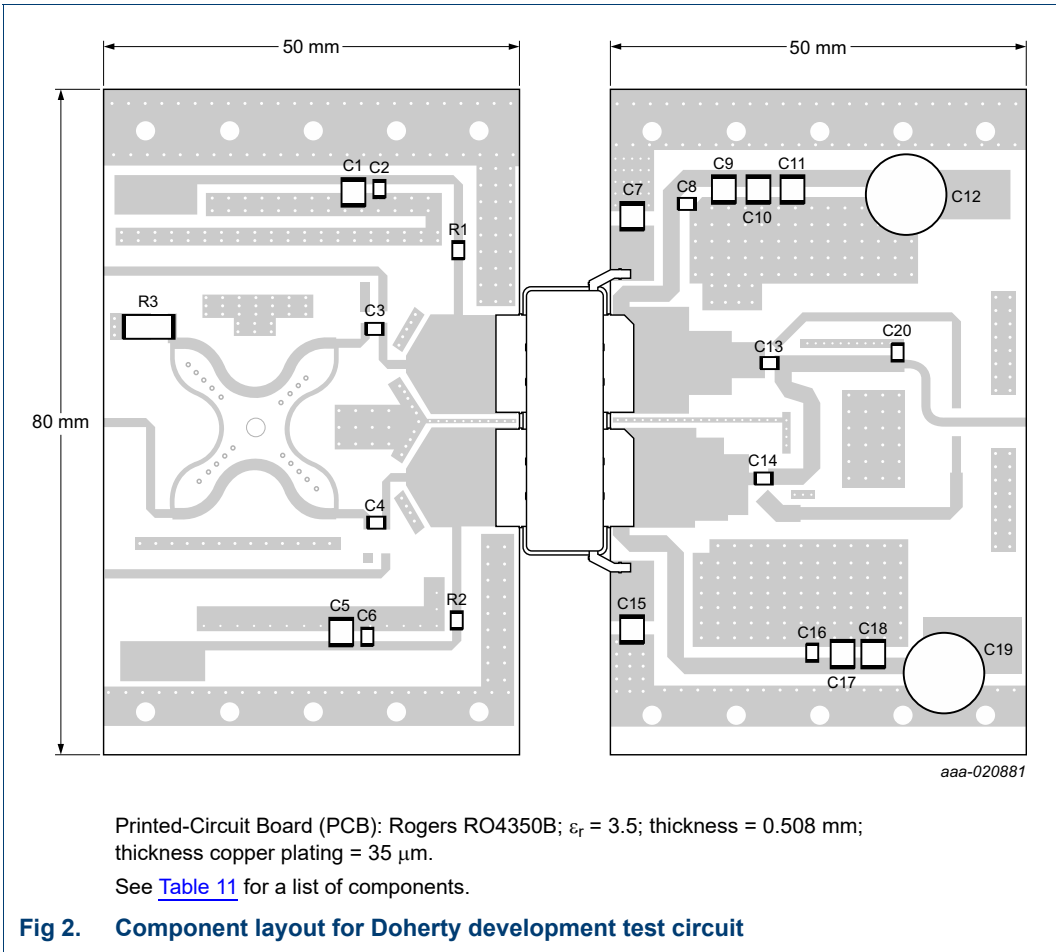 50 mm
50 mm
80 mm
C1
C2
R1
R3
C3
C4
C5
C6
R2
C7
C8
C9
C10
C11
C12
C13
C20
C14
C15
C16
C17
C18
C19
aaa-020881
Printed-Circuit Board (PCB): Rogers RO4350B; εr = 3.5; thickness = 0.508 mm;
thickness copper plating = 35 μm.
See Table 11 for a list of components.
Fig 2. Component layout for Doherty development test circuit